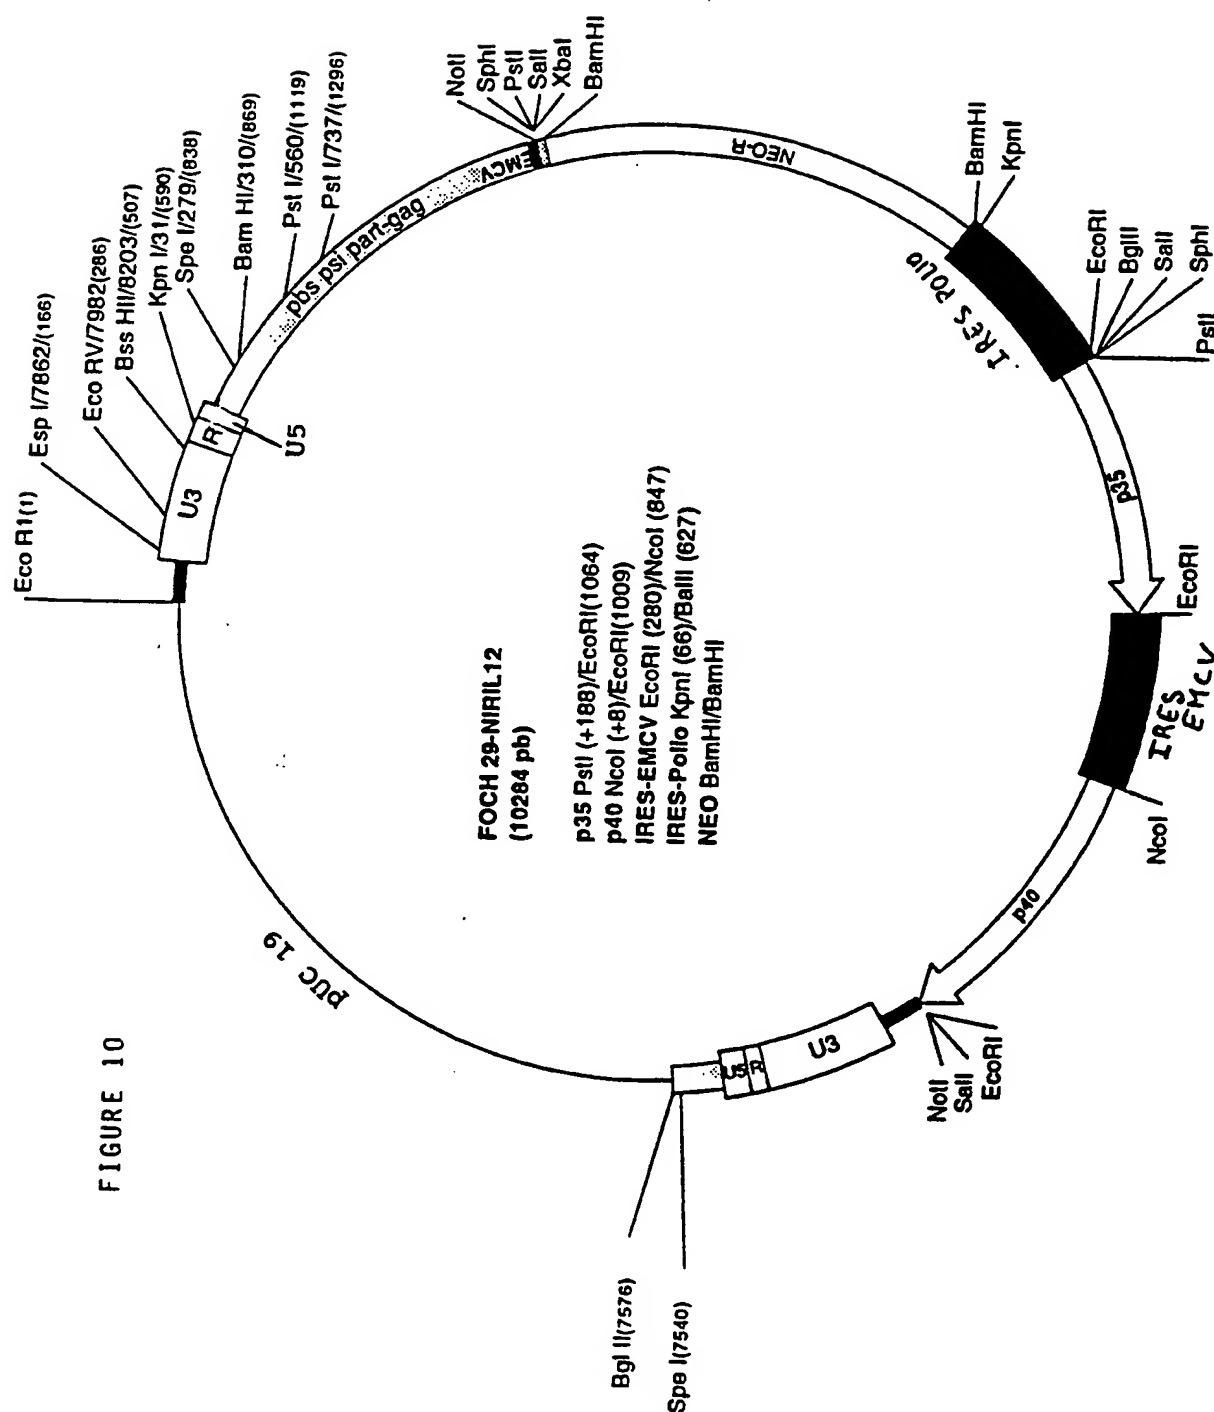 FIGURE 10
Eco R1(1)
Esp I/7862/(166)
Eco RV/7982(286)
Bss HII/8203/(507)
Kpn I/31/(590)
Spe I/279/(838)
Bam HI/310/(869)
Pst I/560/(1119)
Pst I/737/(1296)
NotI
SphI
PstI
SalI
XbaI
BamHI
U3
R
U5
pbs psi part-gag
EMCV
NEO-R
BamHI
KpnI
IRES POLIO
EcoRI
BglII
SalI
SphI
PstI
p35
EcoRI
IRES
EMCV
NcoI
p40
NotI
SalI
EcoRI
U3
R
U5
Spe I(7540)
Bgl II(7576)
pUC 19
FOCH 29-NIRIL12
(10284 pb)
p35 PstI (+188)/EcoRI(1064)
p40 NcoI (+8)/EcoRI(1009)
IRES-EMCV EcoRI (280)/NcoI (847)
IRES-Polio KpnI (66)/BalII (627)
NEO BamHI/BamHI